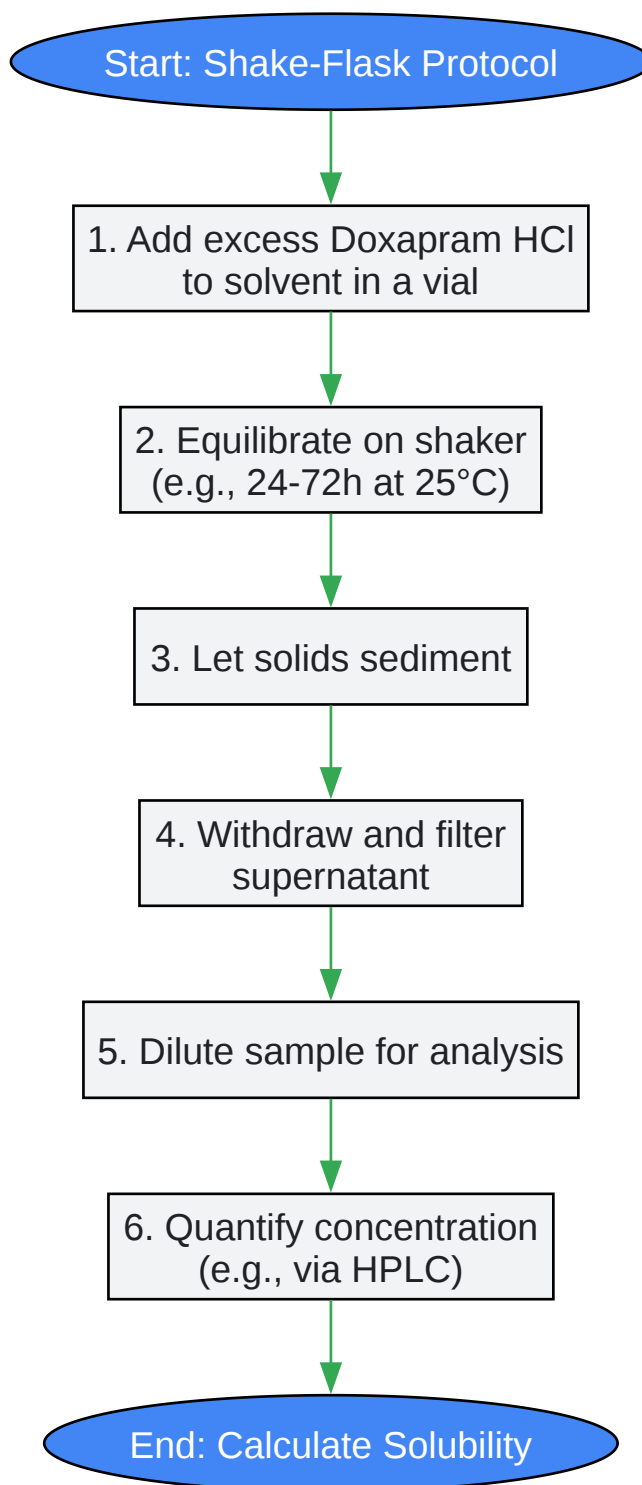 Start: Shake-Flask Protocol
1. Add excess Doxapram HCl
to solvent in a vial
2. Equilibrate on shaker
(e.g., 24-72h at 25°C)
3. Let solids sediment
4. Withdraw and filter
supernatant
5. Dilute sample for analysis
6. Quantify concentration
(e.g., via HPLC)
End: Calculate Solubility